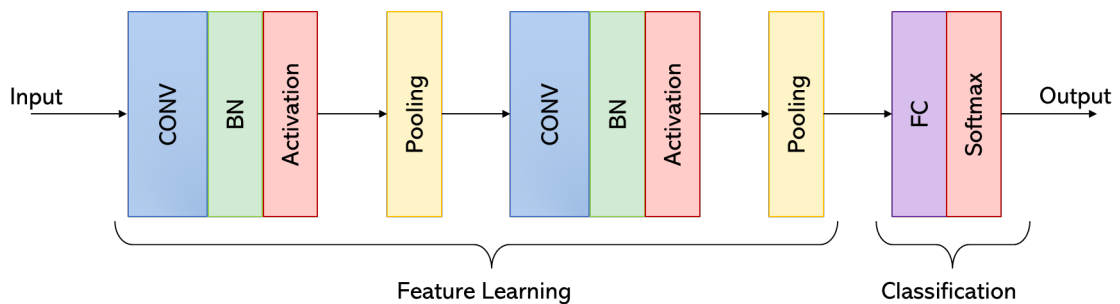 Input
CONV
BN
Activation
Pooling
CONV
BN
Activation
Pooling
FC
Softmax
Output
Feature Learning
Classification